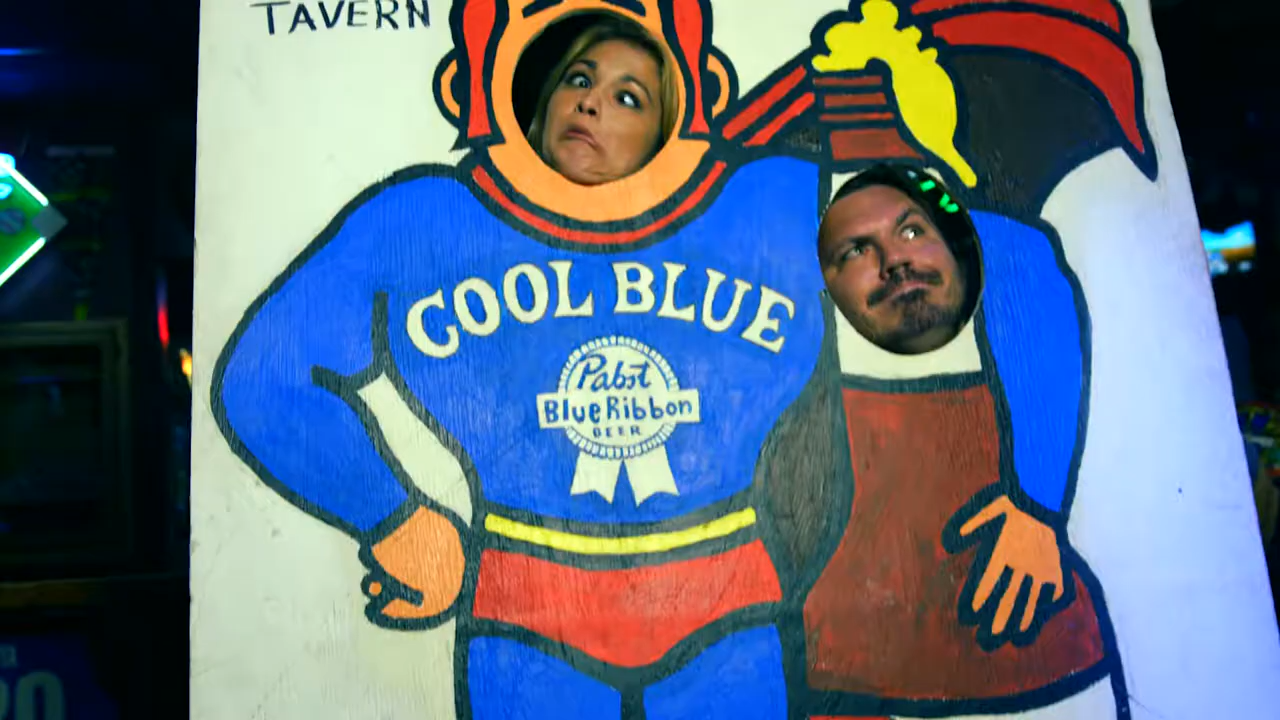 TAVERN
COOL BLUE
Pabst
Blue Ribbon
BEER